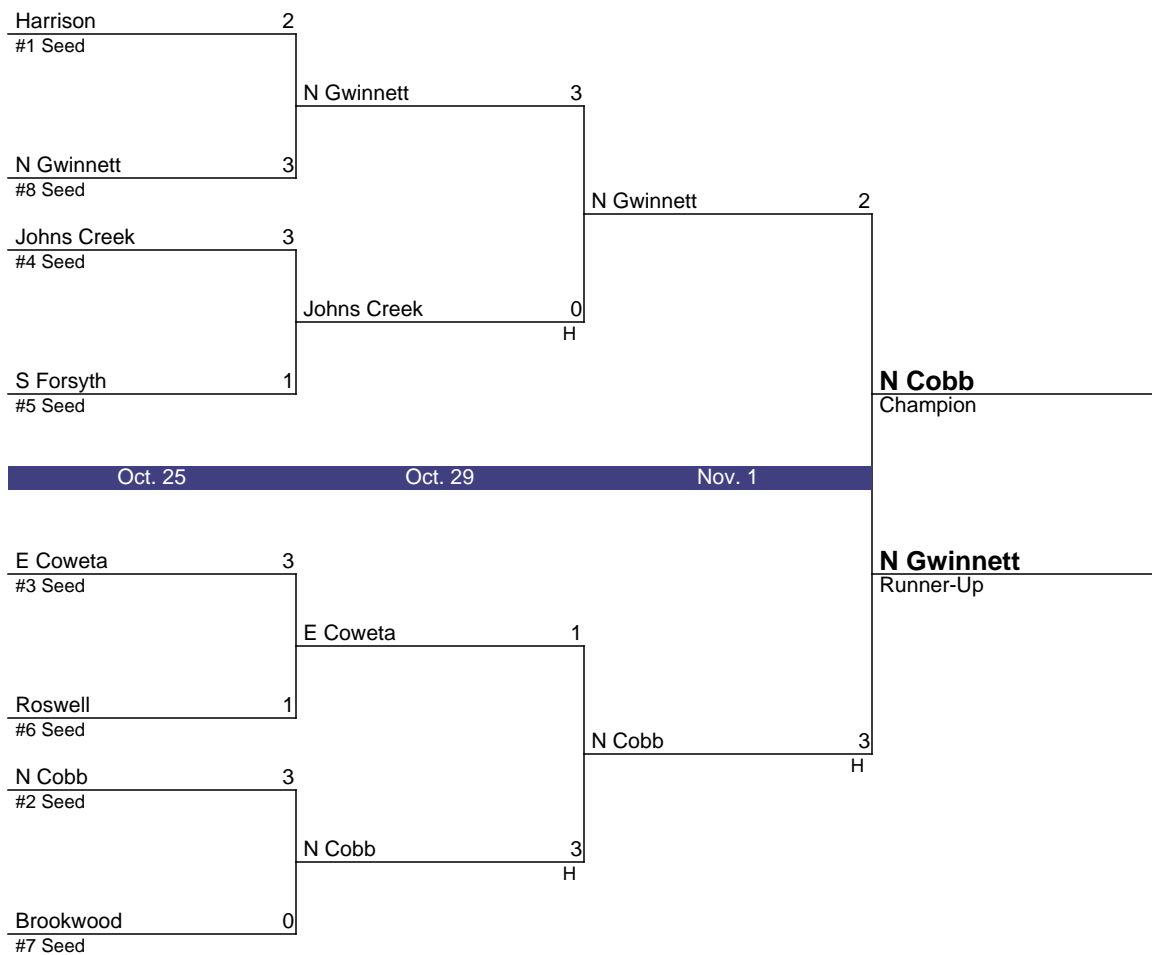 Harrison 2
#1 Seed
N Gwinnett 3
N Gwinnett 3
#8 Seed
N Gwinnett 2
Johns Creek 3
#4 Seed
Johns Creek 0
H
S Forsyth 1
#5 Seed
N Cobb
Champion
Oct. 25 Oct. 29 Nov. 1
E Coweta 3
#3 Seed
N Gwinnett
Runner-Up
E Coweta 1
Roswell 1
#6 Seed
N Cobb 3
H
N Cobb 3
#2 Seed
N Cobb 3
H
Brookwood 0
#7 Seed